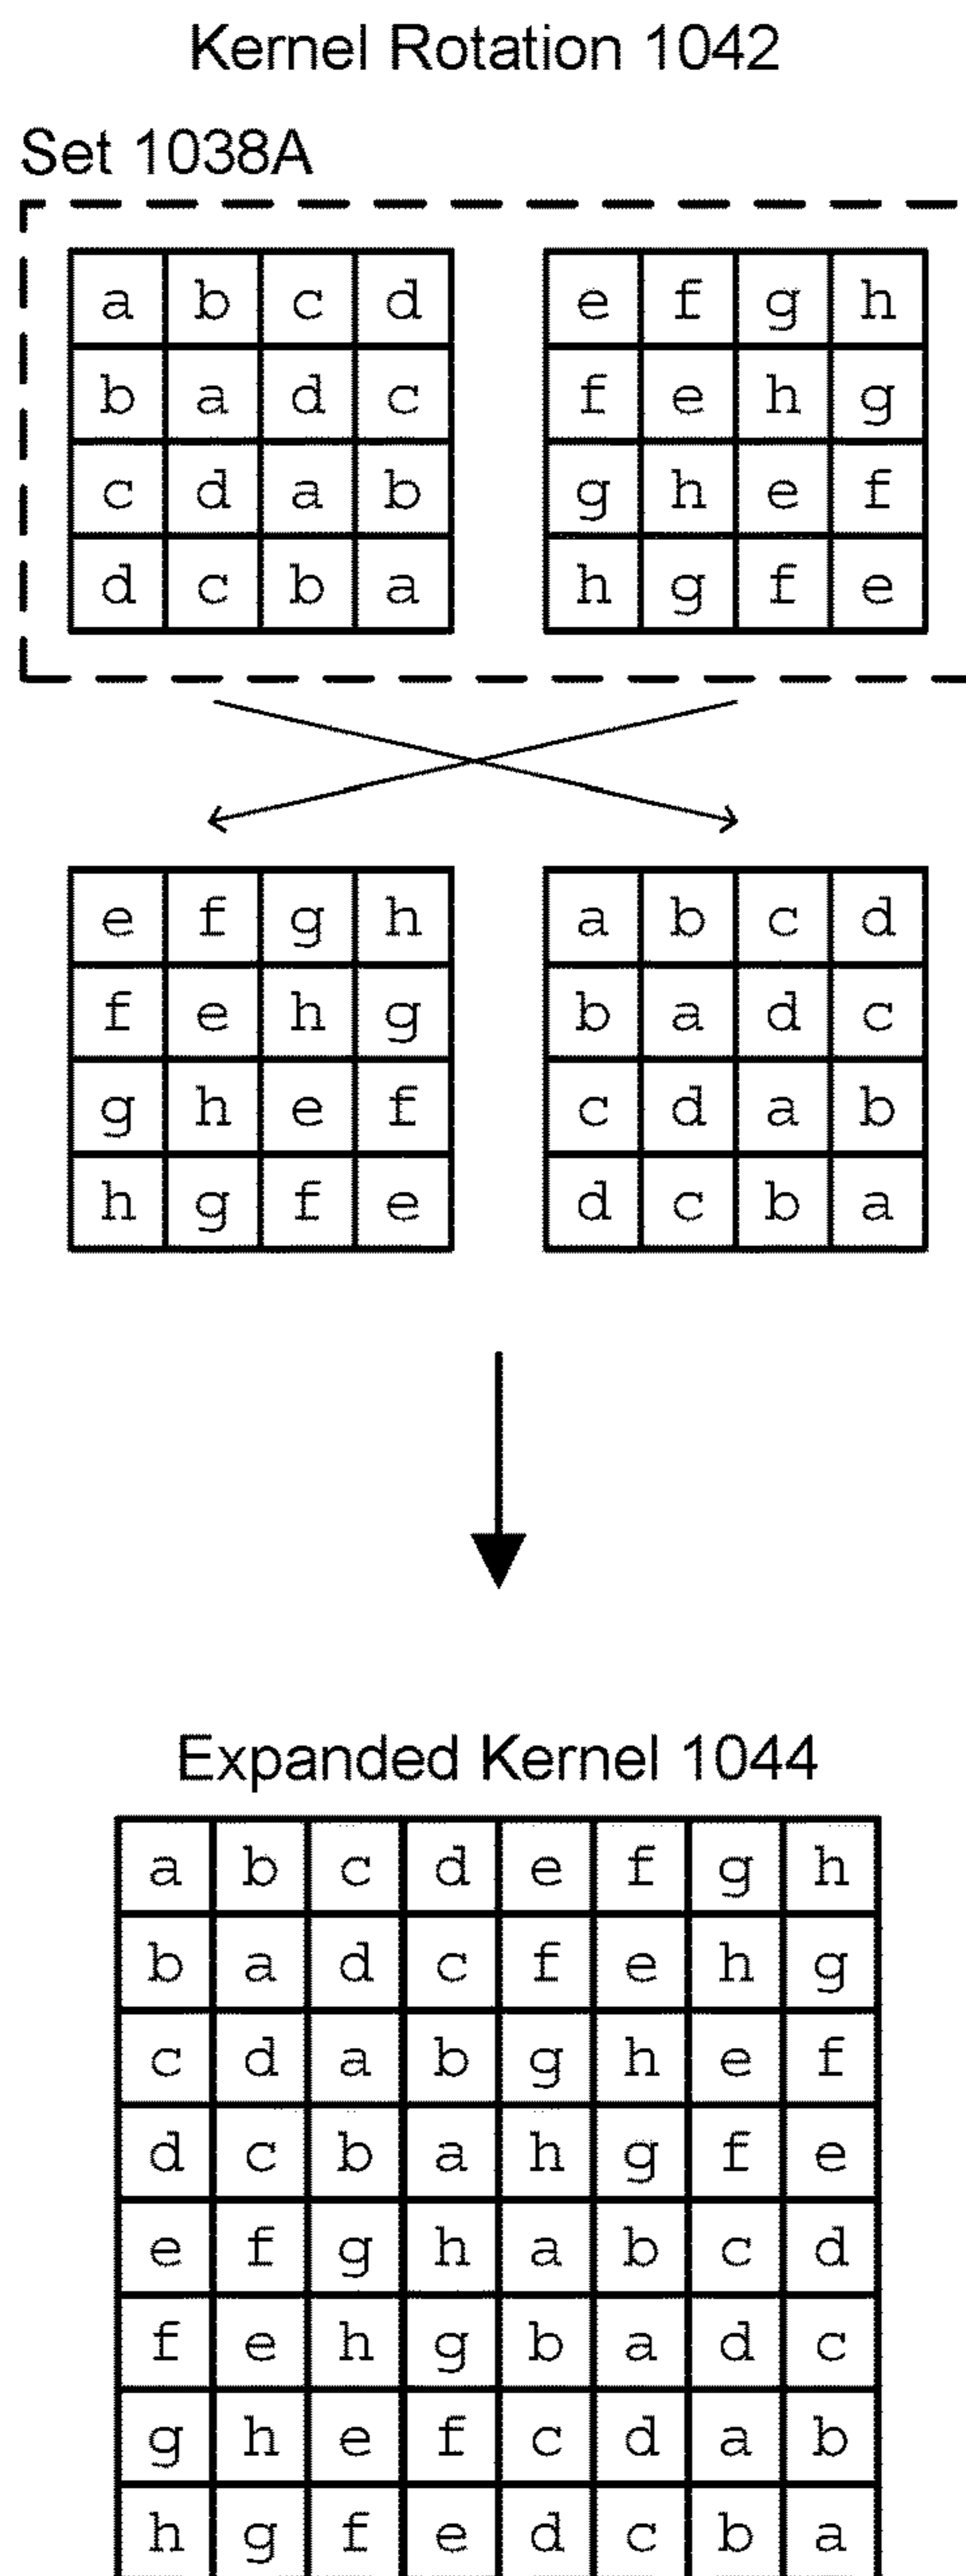 Kernel Rotation 1042
Set 1038A
a b c d e f g h
b a d c f e h g
c d a b g h e f
d c b a h g f e
e f g h a b c d
f e h g b a d c
g h e f c d a b
h g f e d c b a
Expanded Kernel 1044
a b c d e f g h
b a d c f e h g
c d a b g h e f
d c b a h g f e
e f g h a b c d
f e h g b a d c
g h e f c d a b
h g f e d c b a